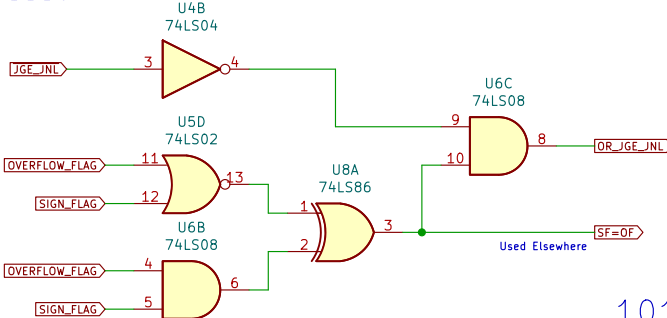 U4B
74LS04
JGE_JNL
3
4
U6C
74LS08
9
8
OR_JGE_JNL
10
U5D
74LS02
OVERFLOW_FLAG
11
13
SIGN_FLAG
12
U8A
74LS86
1
3
SF=OF
2
Used Elsewhere
U6B
74LS08
OVERFLOW_FLAG
4
6
SIGN_FLAG
5